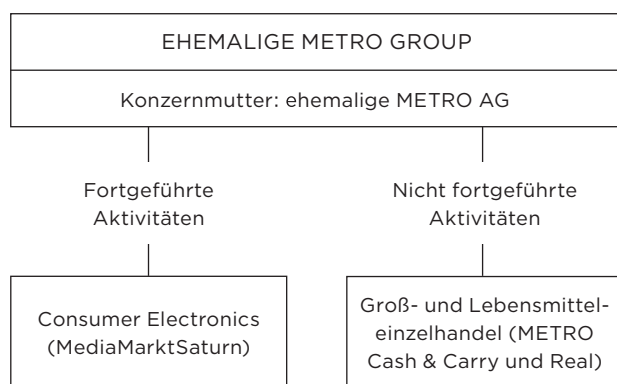 EHEMALIGE METRO GROUP
Konzernmutter: ehemalige METRO AG
Fortgeführte
Aktivitäten
Nicht fortgeführte
Aktivitäten
Consumer Electronics
(MediaMarktSaturn)
Groß- und Lebensmittel-
einzelhandel (METRO
Cash & Carry und Real)